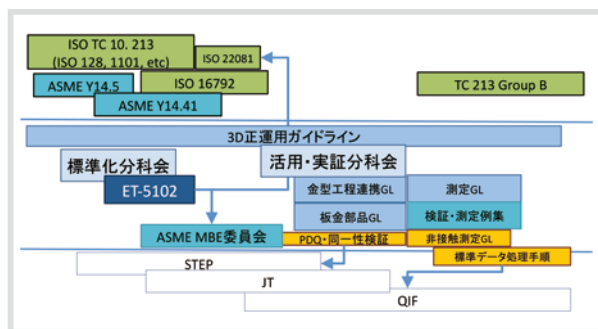 ISO TC 10. 213
(ISO 128, 1101, etc)
ISO 22081
ASME Y14.5
ISO 16792
TC 213 Group B
ASME Y14.41
3D正運用ガイドライン
標準化分科会
活用・実証分科会
ET-5102
金型工程連携GL
測定GL
板金部品GL
検証・測定例集
ASME MBE委員会
PDQ・同一性検証
非接触測定GL
STEP
標準データ処理手順
JT
QIF